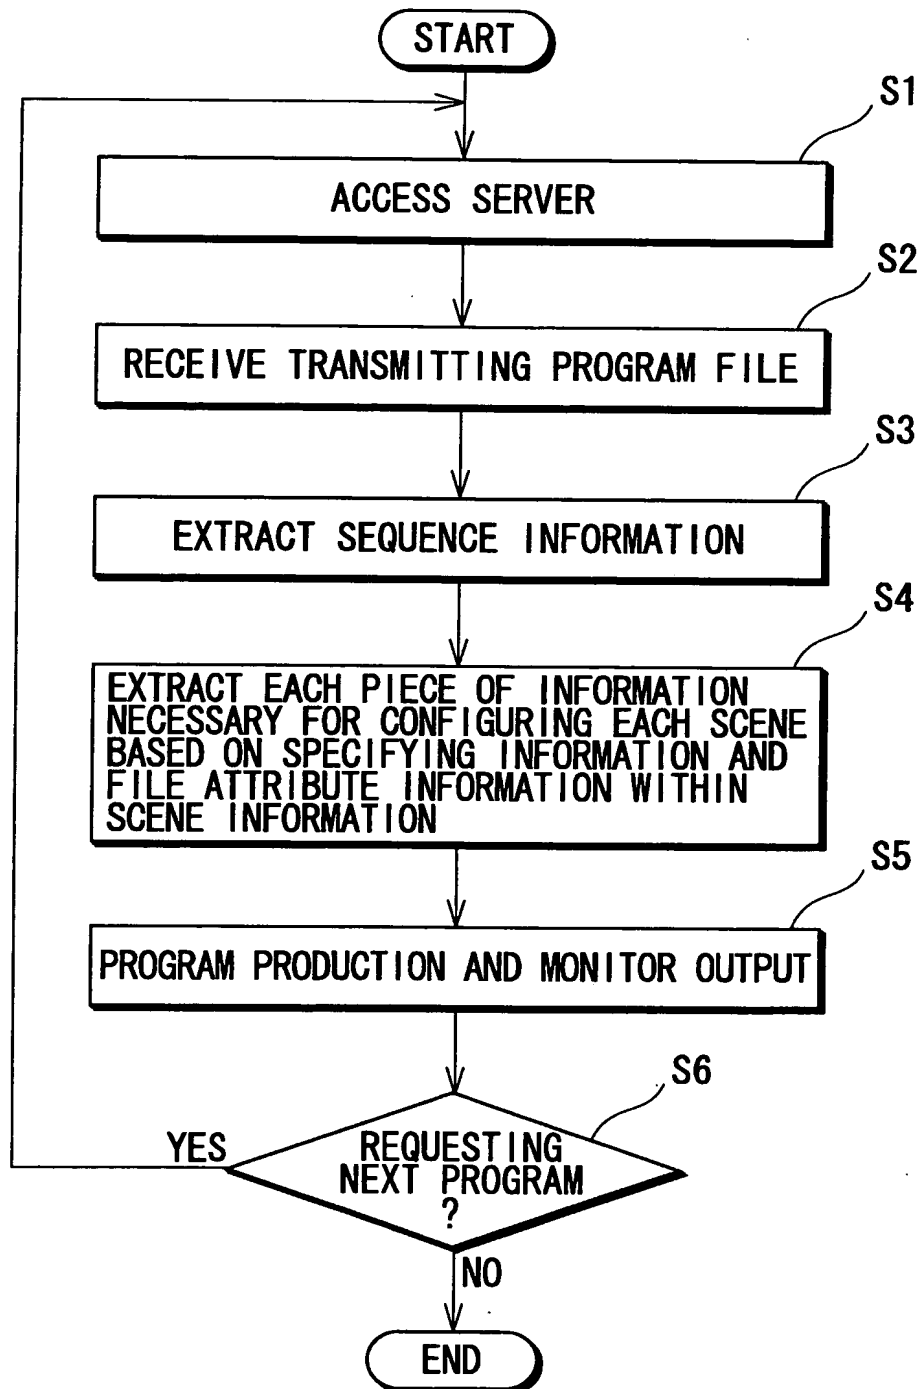 START
S1
ACCESS SERVER
S2
RECEIVE TRANSMITTING PROGRAM FILE
S3
EXTRACT SEQUENCE INFORMATION
S4
EXTRACT EACH PIECE OF INFORMATION
NECESSARY FOR CONFIGURING EACH SCENE
BASED ON SPECIFYING INFORMATION AND
FILE ATTRIBUTE INFORMATION WITHIN
SCENE INFORMATION
S5
PROGRAM PRODUCTION AND MONITOR OUTPUT
S6
YES
REQUESTING
NEXT PROGRAM
?
NO
END